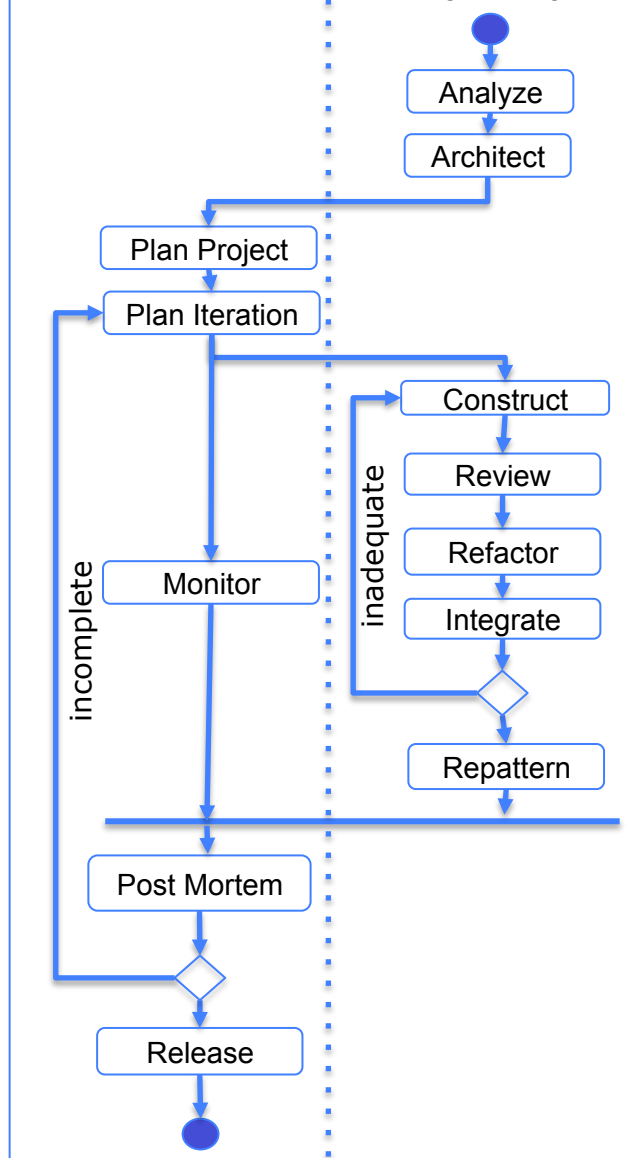 Analyze
Architect
Plan Project
Plan Iteration
Construct
Review
inadequate
Refactor
Monitor
incomplete
Integrate
Repattern
Post Mortem
Release